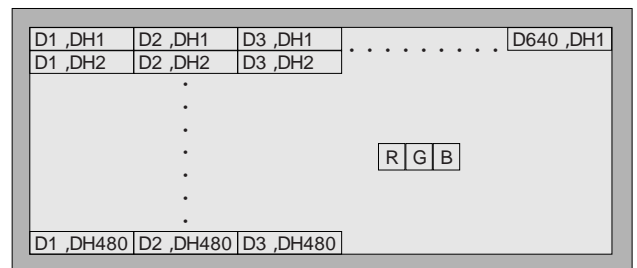 D1 ,DH1 D2 ,DH1 D3 ,DH1 . . . . . . . . . D640 ,DH1
D1 ,DH2 D2 ,DH2 D3 ,DH2
R G B
D1 ,DH480 D2 ,DH480 D3 ,DH480